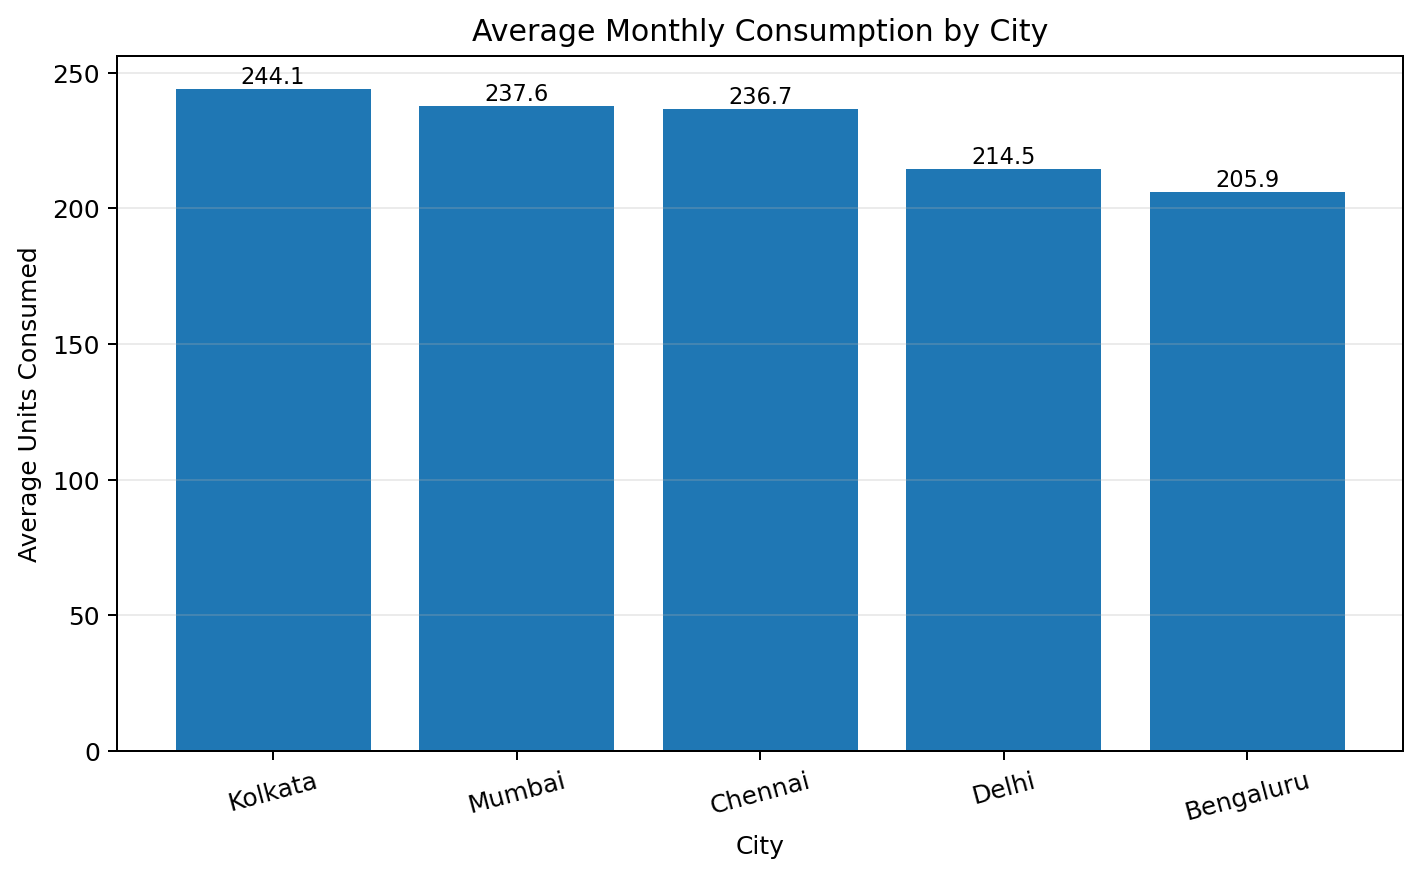 Average Monthly Consumption by City
Average Units Consumed
250
200
150
100
50
0
244.1
237.6
236.7
214.5
205.9
Kolkata
Mumbai
Chennai
Delhi
Bengaluru
City